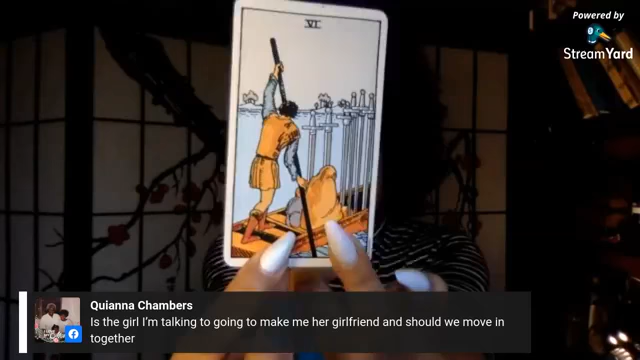 VI
Powered by
StreamYard
Quianna Chambers
Is the girl I'm talking to going to make me her girlfriend and should we move in
together